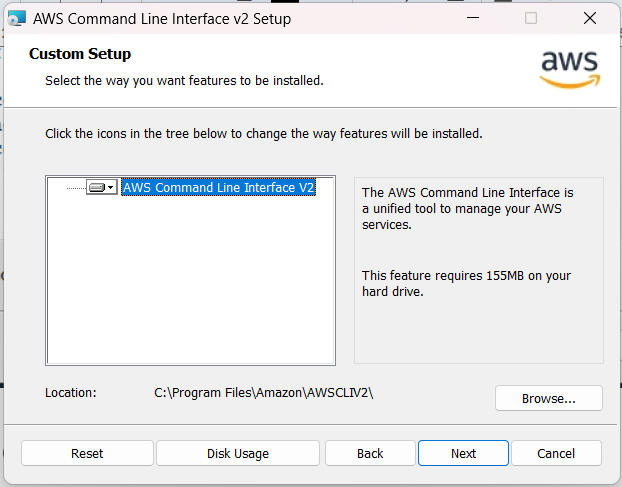 AWS Command Line Interface v2 Setup
Custom Setup
Select the way you want features to be installed.
aws
Click the icons in the tree below to change the way features will be installed.
AWS Command Line Interface V2
The AWS Command Line Interface is
a unified tool to manage your AWS
services.
This feature requires 155MB on your
hard drive.
Location:
C:\Program Files\Amazon\AWSCLIV2\
Browse...
Reset
Disk Usage
Back
Next
Cancel